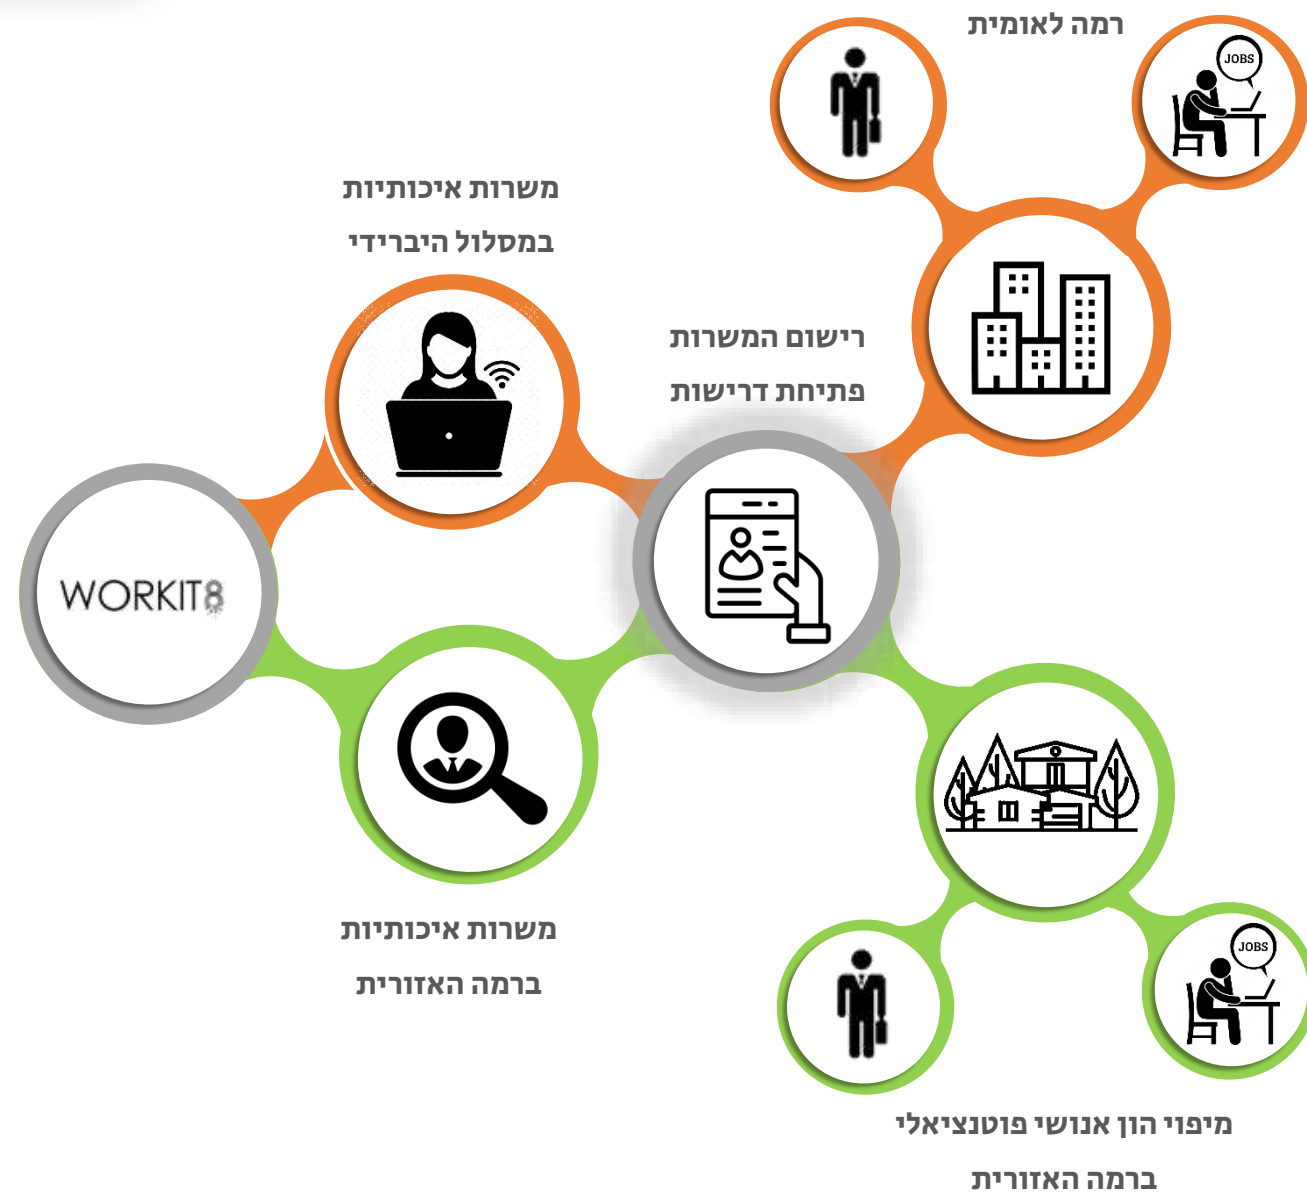 רמה לאומית
JOBS
משרות איכותיות
במסלול היברידי
רישום המשרות
פתיחת דרישות
WORKIT8
משרות איכותיות
ברמה האזורית
JOBS
מיפוי הון אנושי פוטנציאלי
ברמה האזורית